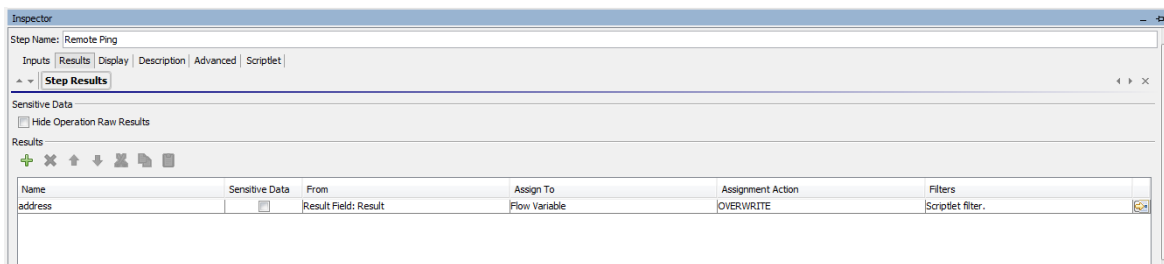 Inspector
Step Name: Remote Ping
Inputs Results Display Description Advanced Scriptlet
Step Results
Sensitive Data
Hide Operation Raw Results
Results
Name Sensitive Data From Assign To Assignment Action Filters
address Result Field: Result Flow Variable OVERWRITE Scriptlet filter.